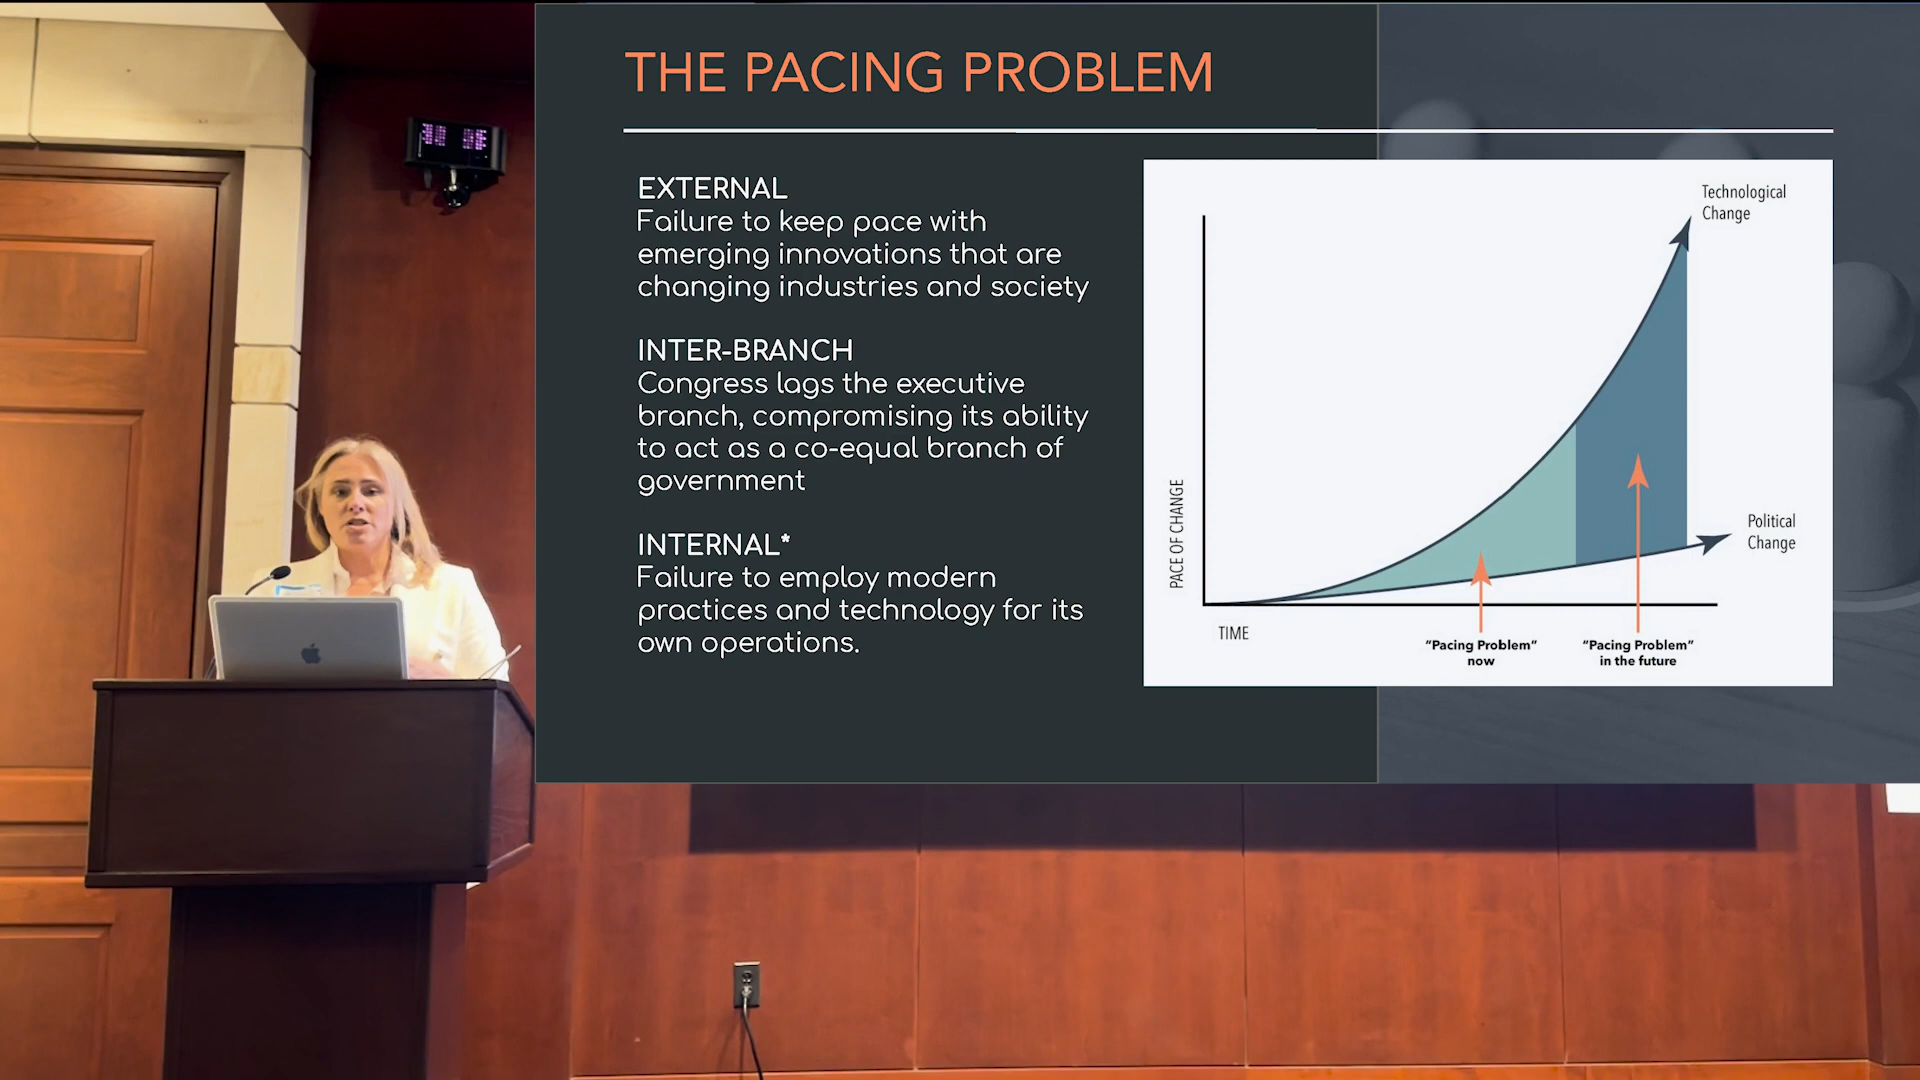 THE PACING PROBLEM
EXTERNAL
Failure to keep pace with
emerging innovations that are
changing industries and society
INTER-BRANCH
Congress lags the executive
branch, compromising its ability
to act as a co-equal branch of
government
INTERNAL*
Failure to employ modern
practices and technology for its
own operations.
Technological
Change
Political
Change
PACE OF CHANGE
TIME
"Pacing Problem"
now
"Pacing Problem"
in the future